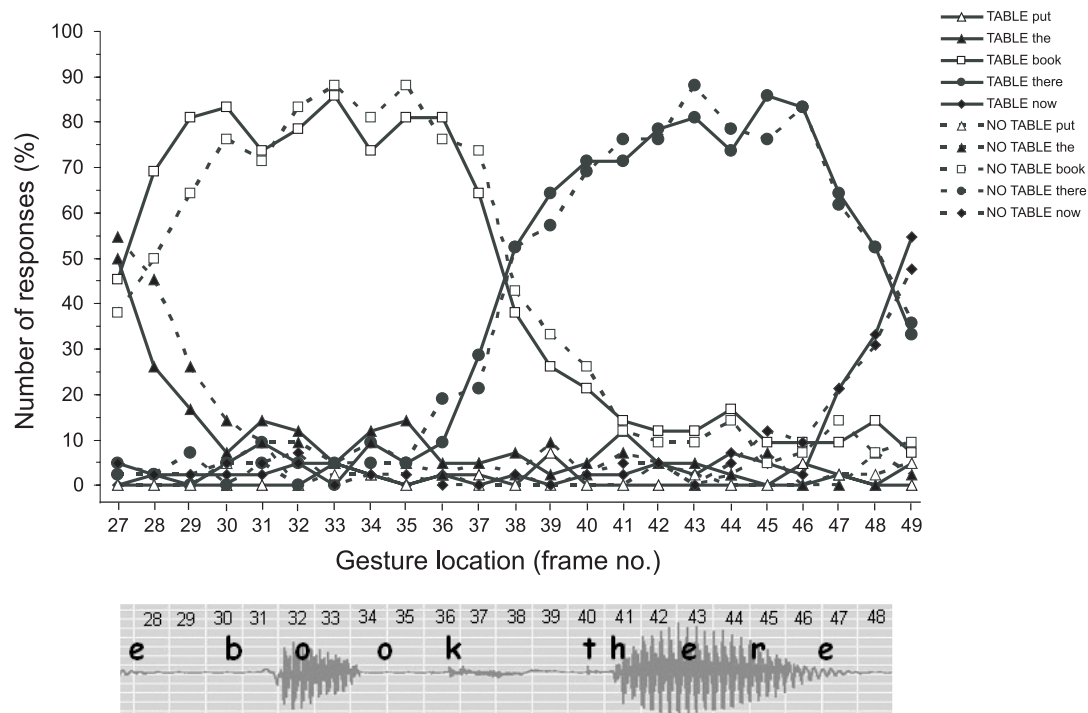 100
90
80
70
60
50
40
30
20
10
0
Number of responses (%)
27 28 29 30 31 32 33 34 35 36 37 38 39 40 41 42 43 44 45 46 47 48 49
Gesture location (frame no.)
TABLE put
TABLE the
TABLE book
TABLE there
TABLE now
NO TABLE put
NO TABLE the
NO TABLE book
NO TABLE there
NO TABLE now
28 29 30 31 32 33 34 35 36 37 38 39 40 41 42 43 44 45 46 47 48
e b o o k t h e r e